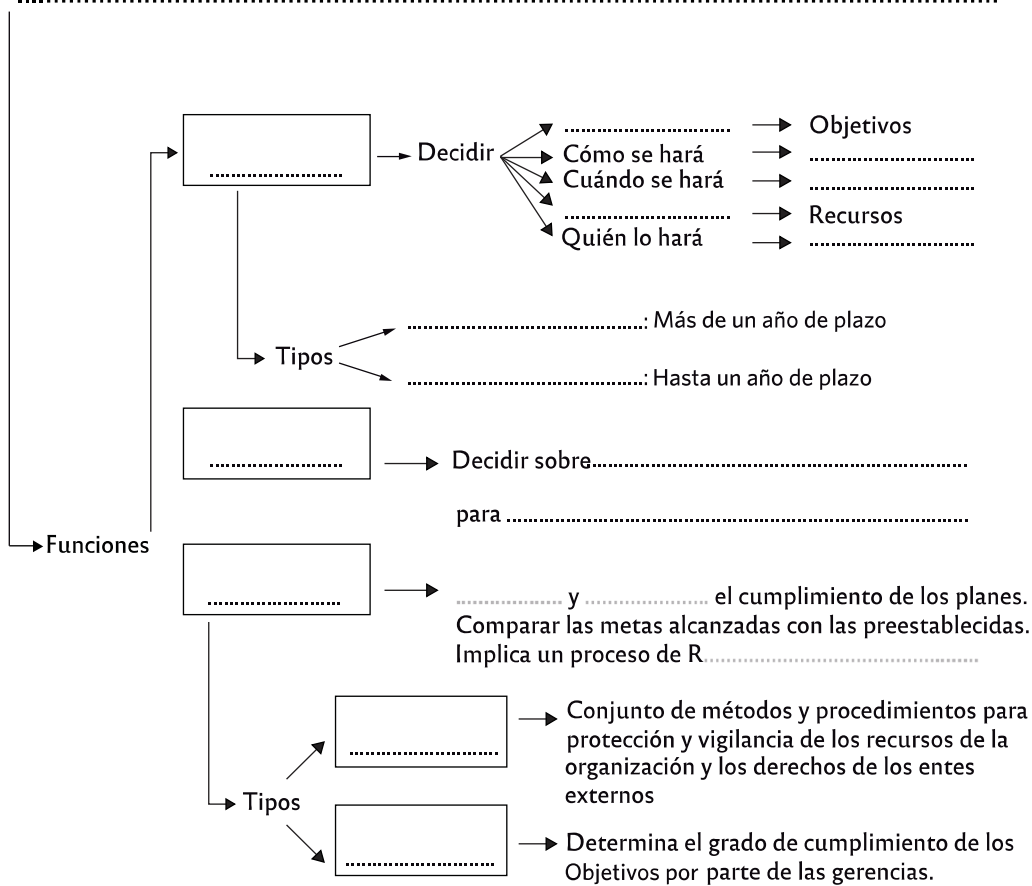 Objetivos
Decidir
Cómo se hará
Cuándo se hará
Recursos
Quién lo hará
: Más de un año de plazo
Tipos
: Hasta un año de plazo
Decidir sobre
para
Funciones
y el cumplimiento de los planes.
Comparar las metas alcanzadas con las preestablecidas.
Implica un proceso de R
Conjunto de métodos y procedimientos para
protección y vigilancia de los recursos de la
organización y los derechos de los entes
externos
Tipos
Determina el grado de cumplimiento de los
Objetivos por parte de las gerencias.